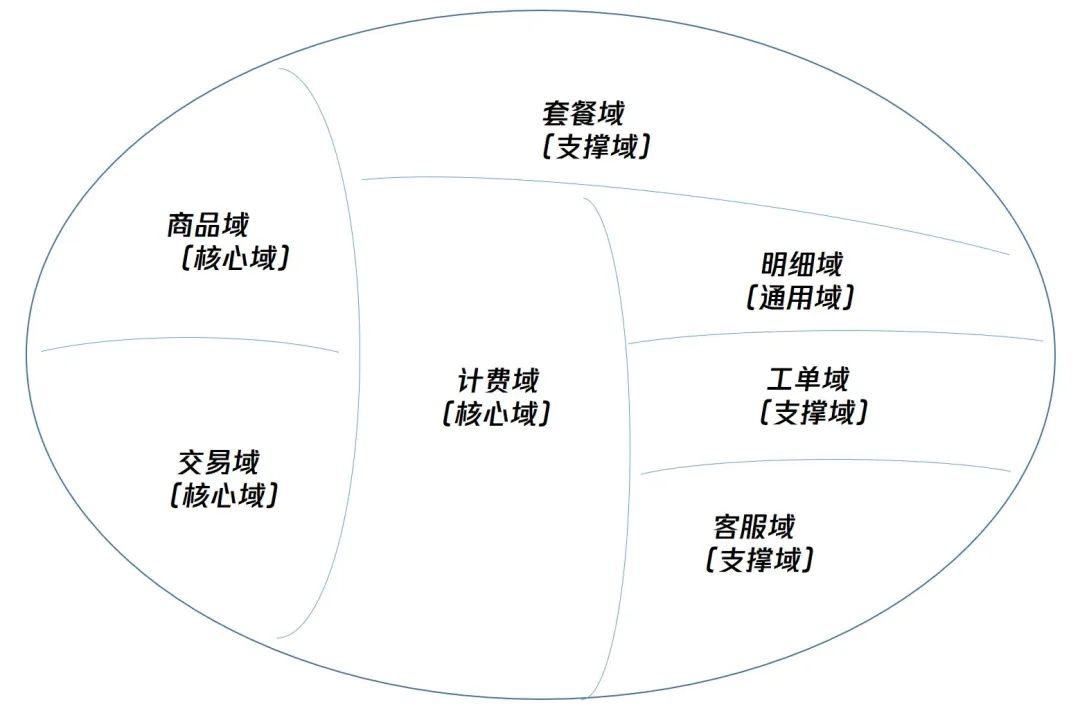 套餐域
(支撑域)
商品域
(核心域)
明细域
(通用域)
计费域
(核心域)
工单域
(支撑域)
交易域
(核心域)
客服域
(支撑域)